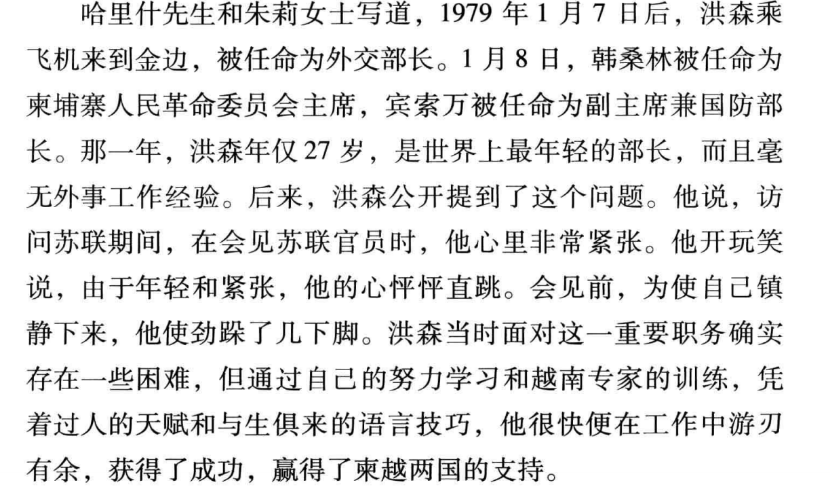 哈里什先生和朱莉女士写道，1979 年 1 月 7 日后，洪森乘
飞机来到金边，被任命为外交部长。1 月 8 日，韩桑林被任命为
柬埔寨人民革命委员会主席，宾索万被任命为副主席兼国防部
长。那一年，洪森年仅 27 岁，是世界上最年轻的部长，而且毫
无外事工作经验。后来，洪森公开提到了这个问题。他说，访
问苏联期间，在会见苏联官员时，他心里非常紧张。他开玩笑
说，由于年轻和紧张，他的心怦怦直跳。会见前，为使自己镇
静下来，他使劲跺了几下脚。洪森当时面对这一重要职务确实
存在一些困难，但通过自己的努力学习和越南专家的训练，凭
着过人的天赋和与生俱来的语言技巧，他很快便在工作中游刃
有余，获得了成功，赢得了柬越两国的支持。